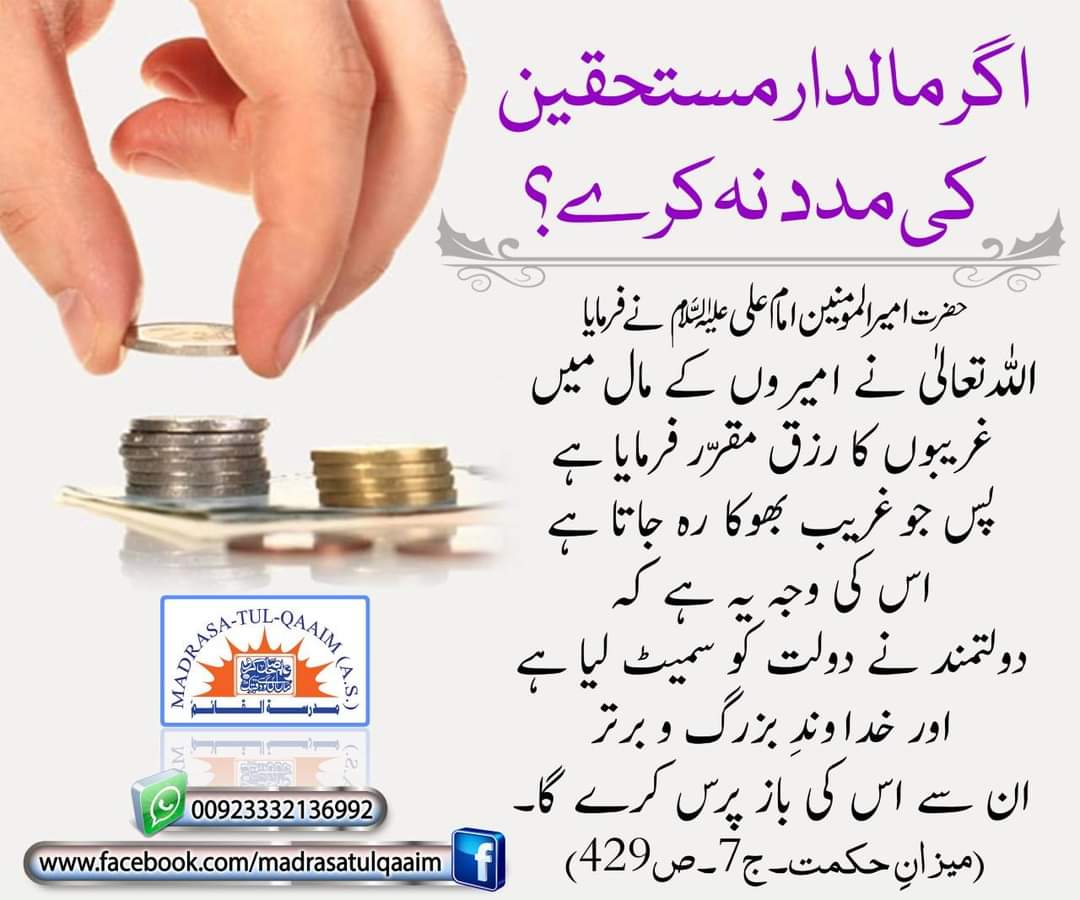 اگر مالدار مستحقین
کی مدد نہ کرے؟
حضرت امیرالمومنین امام علی علیہ السلام نے فرمایا
اللہ تعالیٰ نے امیروں کے مال میں
غریبوں کا رزق مقرّر فرمایا ہے
پس جو غریب بھوکا رہ جاتا ہے
اس کی وجہ یہ ہے کہ
دولتمند نے دولت کو سمیٹ لیا ہے
اور خداوندِ بزرگ و برتر
ان سے اس کی باز پرس کرے گا۔
(میزانِ حکمت۔ج7۔ص429)
MADRASA-TUL-QAAIM (A.S.)
مدرسة القائم
00923332136992
www.facebook.com/madrasatulqaaim